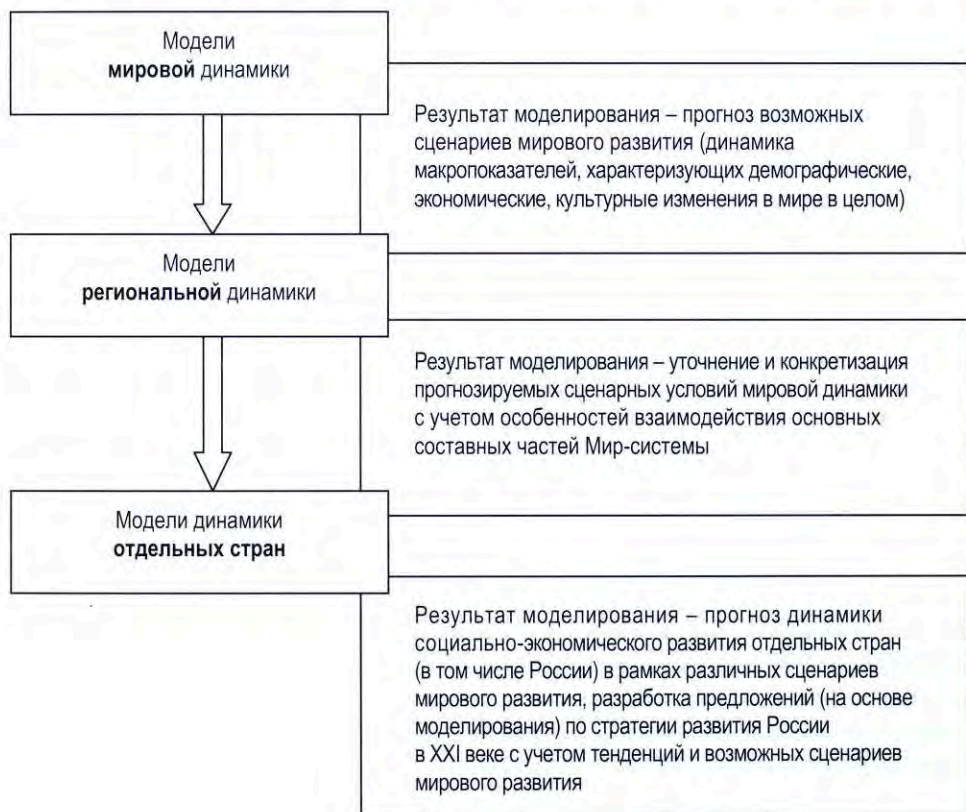 Модели
мировой динамики
Результат моделирования – прогноз возможных
сценариев мирового развития (динамика
макропоказателей, характеризующих демографические,
экономические, культурные изменения в мире в целом)
Модели
региональной динамики
Результат моделирования – уточнение и конкретизация
прогнозируемых сценарных условий мировой динамики
с учетом особенностей взаимодействия основных
составных частей Мир-системы
Модели динамики
отдельных стран
Результат моделирования – прогноз динамики
социально-экономического развития отдельных стран
(в том числе России) в рамках различных сценариев
мирового развития, разработка предложений (на основе
моделирования) по стратегии развития России
в XXI веке с учетом тенденций и возможных сценариев
мирового развития